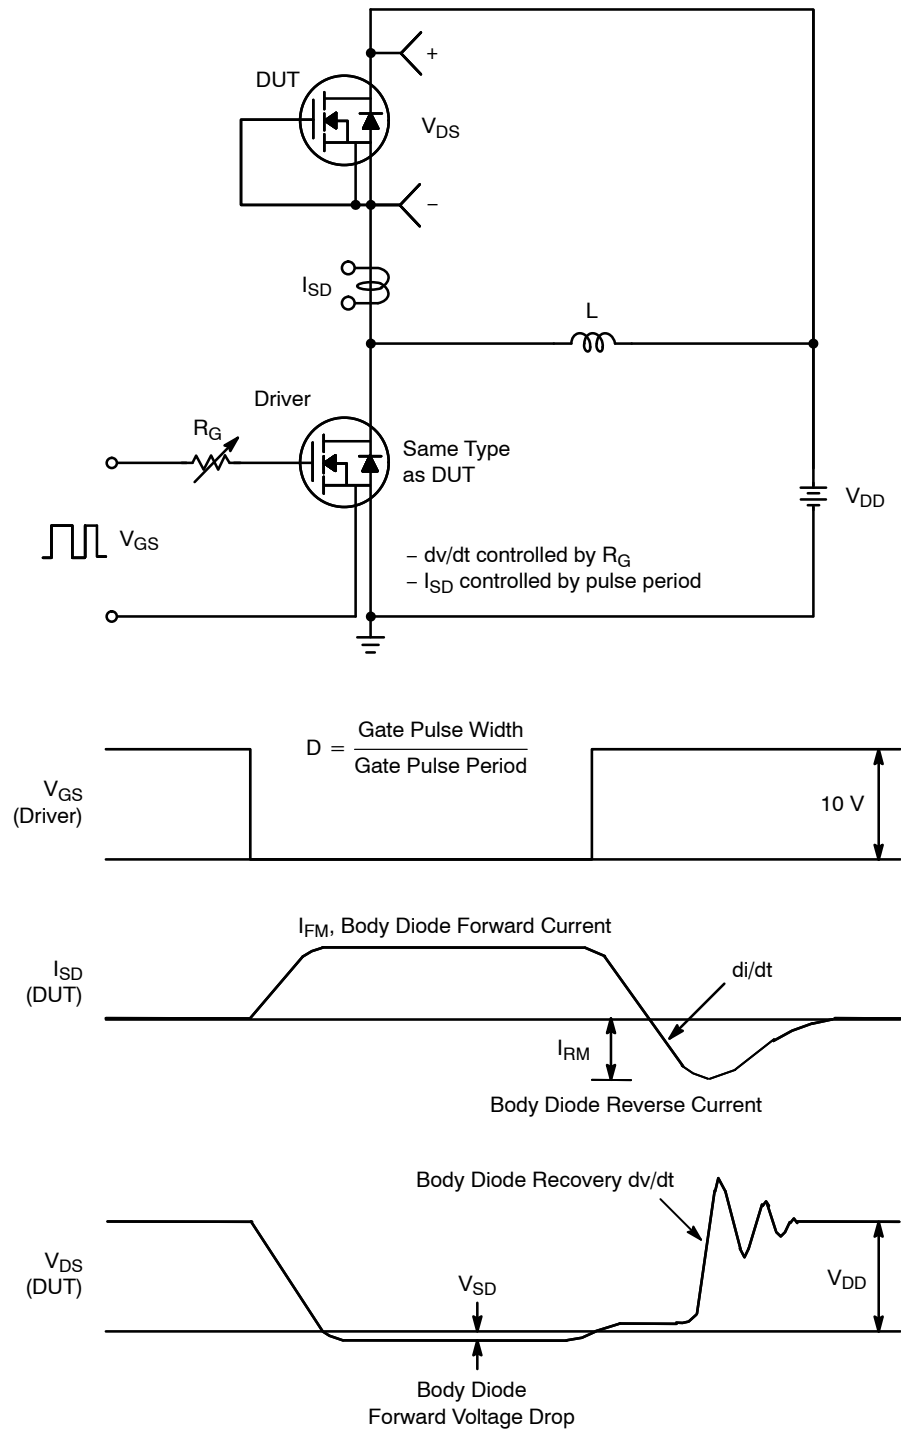 +
DUT
V_DS
−
I_SD
L
Driver
R_G
Same Type
as DUT
V_DD
V_GS
− dv/dt controlled by R_G
− I_SD controlled by pulse period
D = Gate Pulse Width
Gate Pulse Period
V_GS
(Driver)
10 V
I_FM, Body Diode Forward Current
I_SD
(DUT)
di/dt
I_RM
Body Diode Reverse Current
Body Diode Recovery dv/dt
V_DS
(DUT)
V_SD
V_DD
Body Diode
Forward Voltage Drop